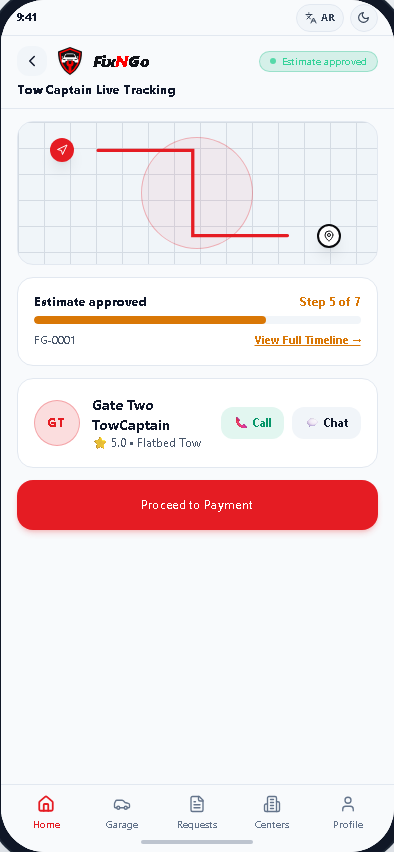 9:41
AR
FixNGo
Estimate approved
Tow Captain Live Tracking
Estimate approved
Step 5 of 7
FG-0001
View Full Timeline →
GT
Gate Two
TowCaptain
⭐ 5.0 • Flatbed Tow
📞 Call
💬 Chat
Proceed to Payment
Home
Garage
Requests
Centers
Profile